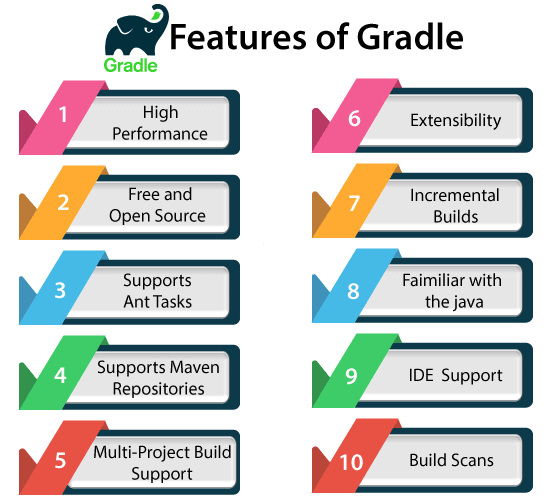 Features of Gradle
Gradle
1
High
Performance
2
Free and
Open Source
3
Supports
Ant Tasks
4
Supports Maven
Repositories
5
Multi-Project Build
Support
6
Extensibility
7
Incremental
Builds
8
Faimiliar with
the java
9
IDE Support
10
Build Scans